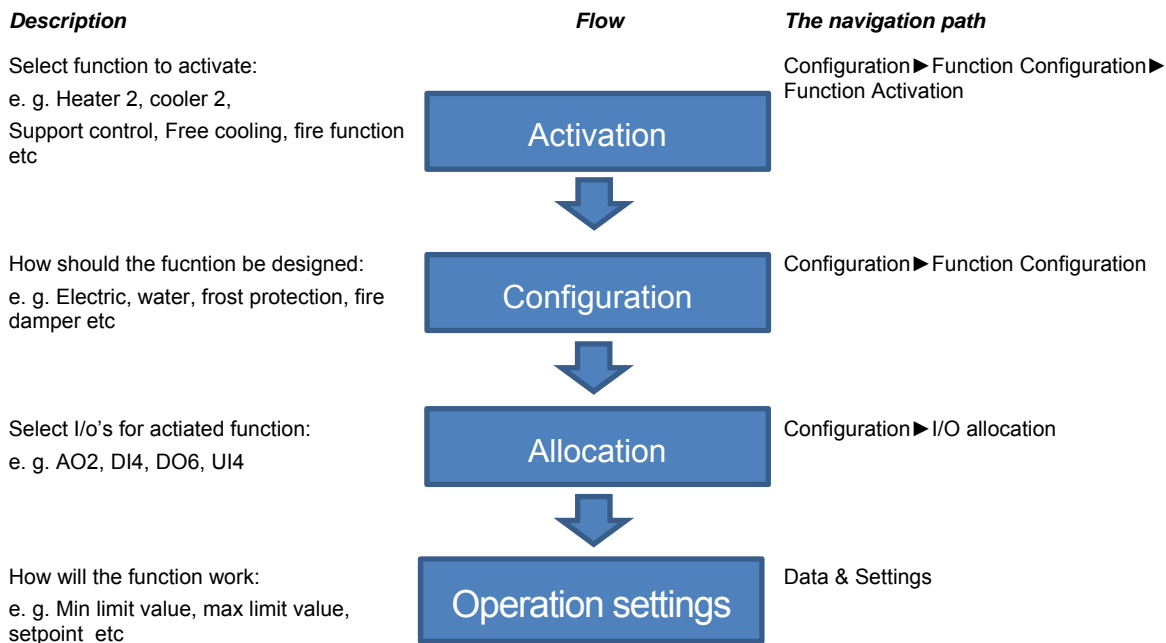 Description
Flow
The navigation path
Select function to activate:
e. g. Heater 2, cooler 2,
Support control, Free cooling, fire function
etc
Activation
Configuration►Function Configuration►
Function Activation
How should the fucntion be designed:
e. g. Electric, water, frost protection, fire
damper etc
Configuration
Configuration►Function Configuration
Select I/o's for actiated function:
e. g. AO2, DI4, DO6, UI4
Allocation
Configuration►I/O allocation
How will the function work:
e. g. Min limit value, max limit value,
setpoint etc
Operation settings
Data & Settings